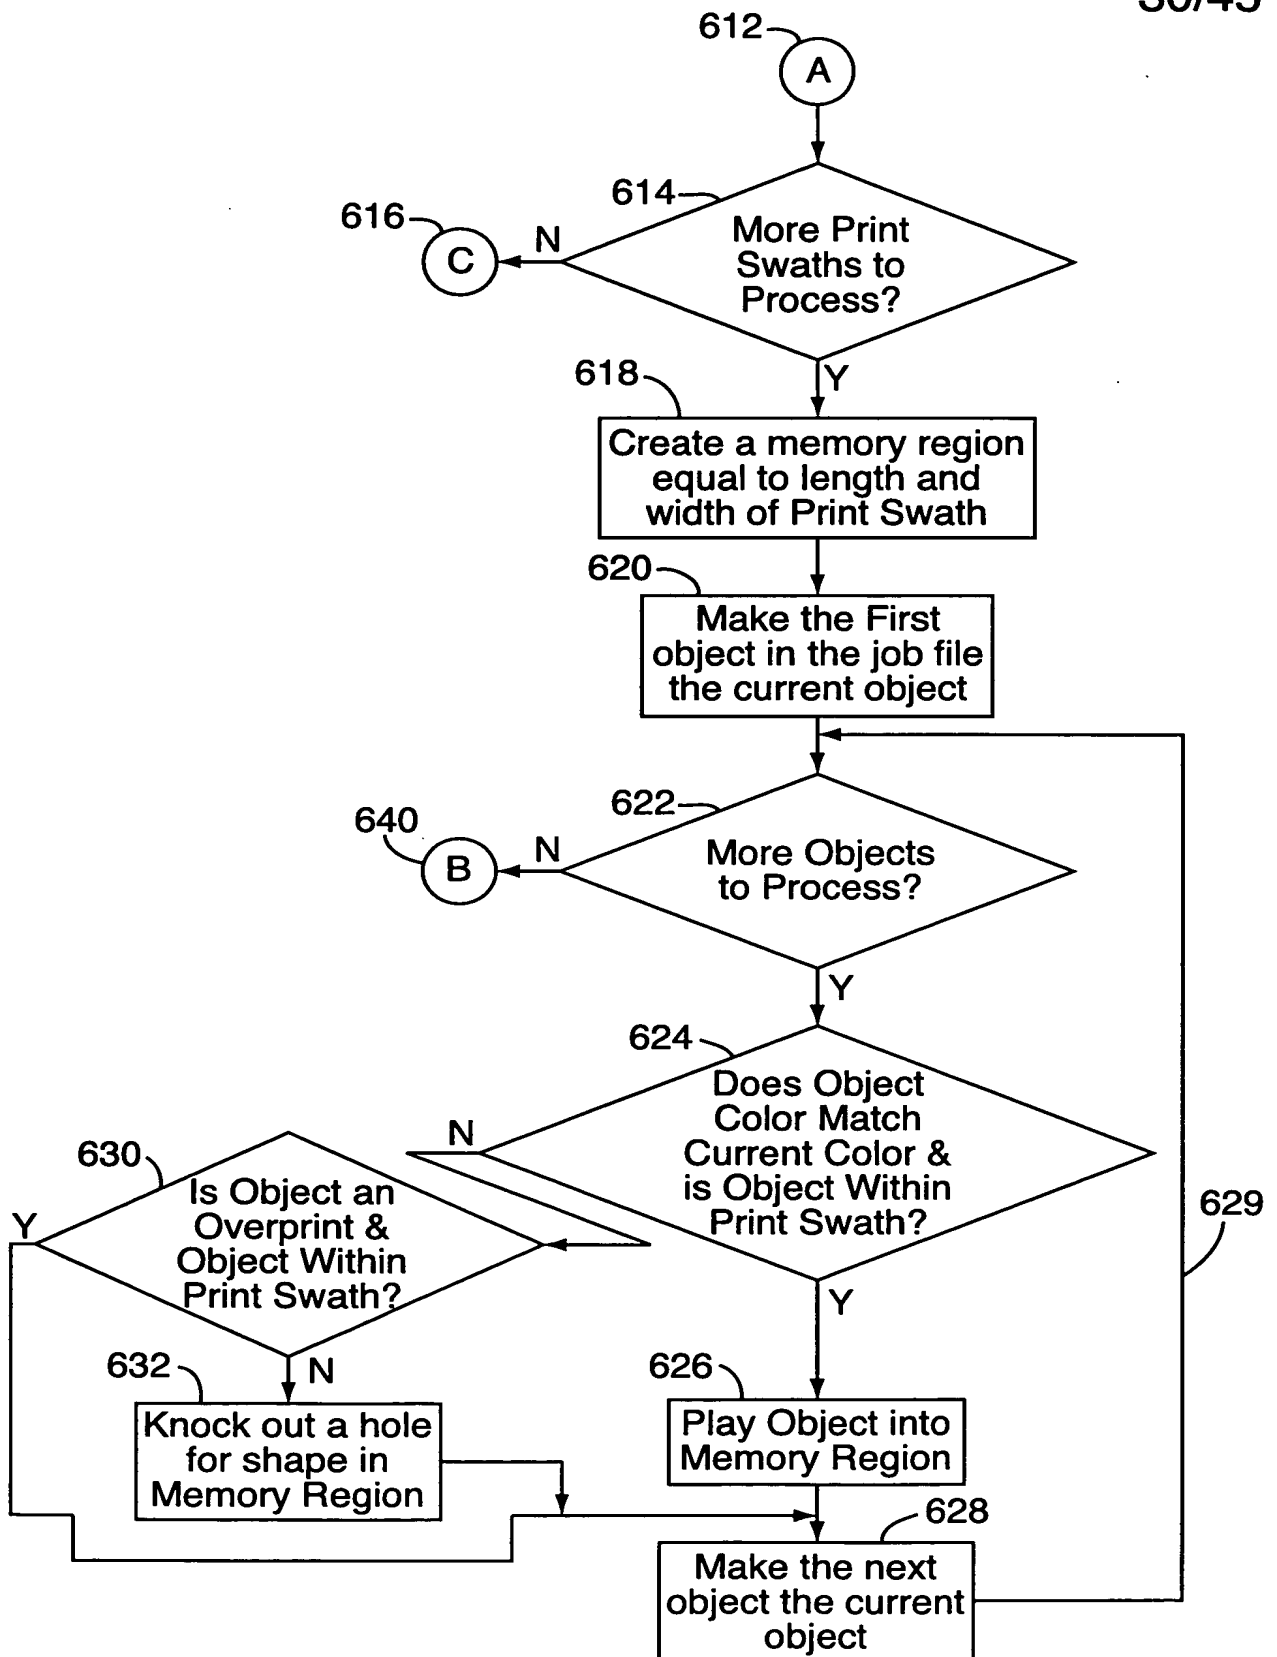 30/45
612
A
614
More Print
Swaths to
Process?
616
C
N
Y
618
Create a memory region
equal to length and
width of Print Swath
620
Make the First
object in the job file
the current object
622
More Objects
to Process?
640
B
N
Y
624
Does Object
Color Match
Current Color &
is Object Within
Print Swath?
N
630
Is Object an
Overprint &
Object Within
Print Swath?
Y
629
Y
N
632
Knock out a hole
for shape in
Memory Region
626
Play Object into
Memory Region
628
Make the next
object the current
object